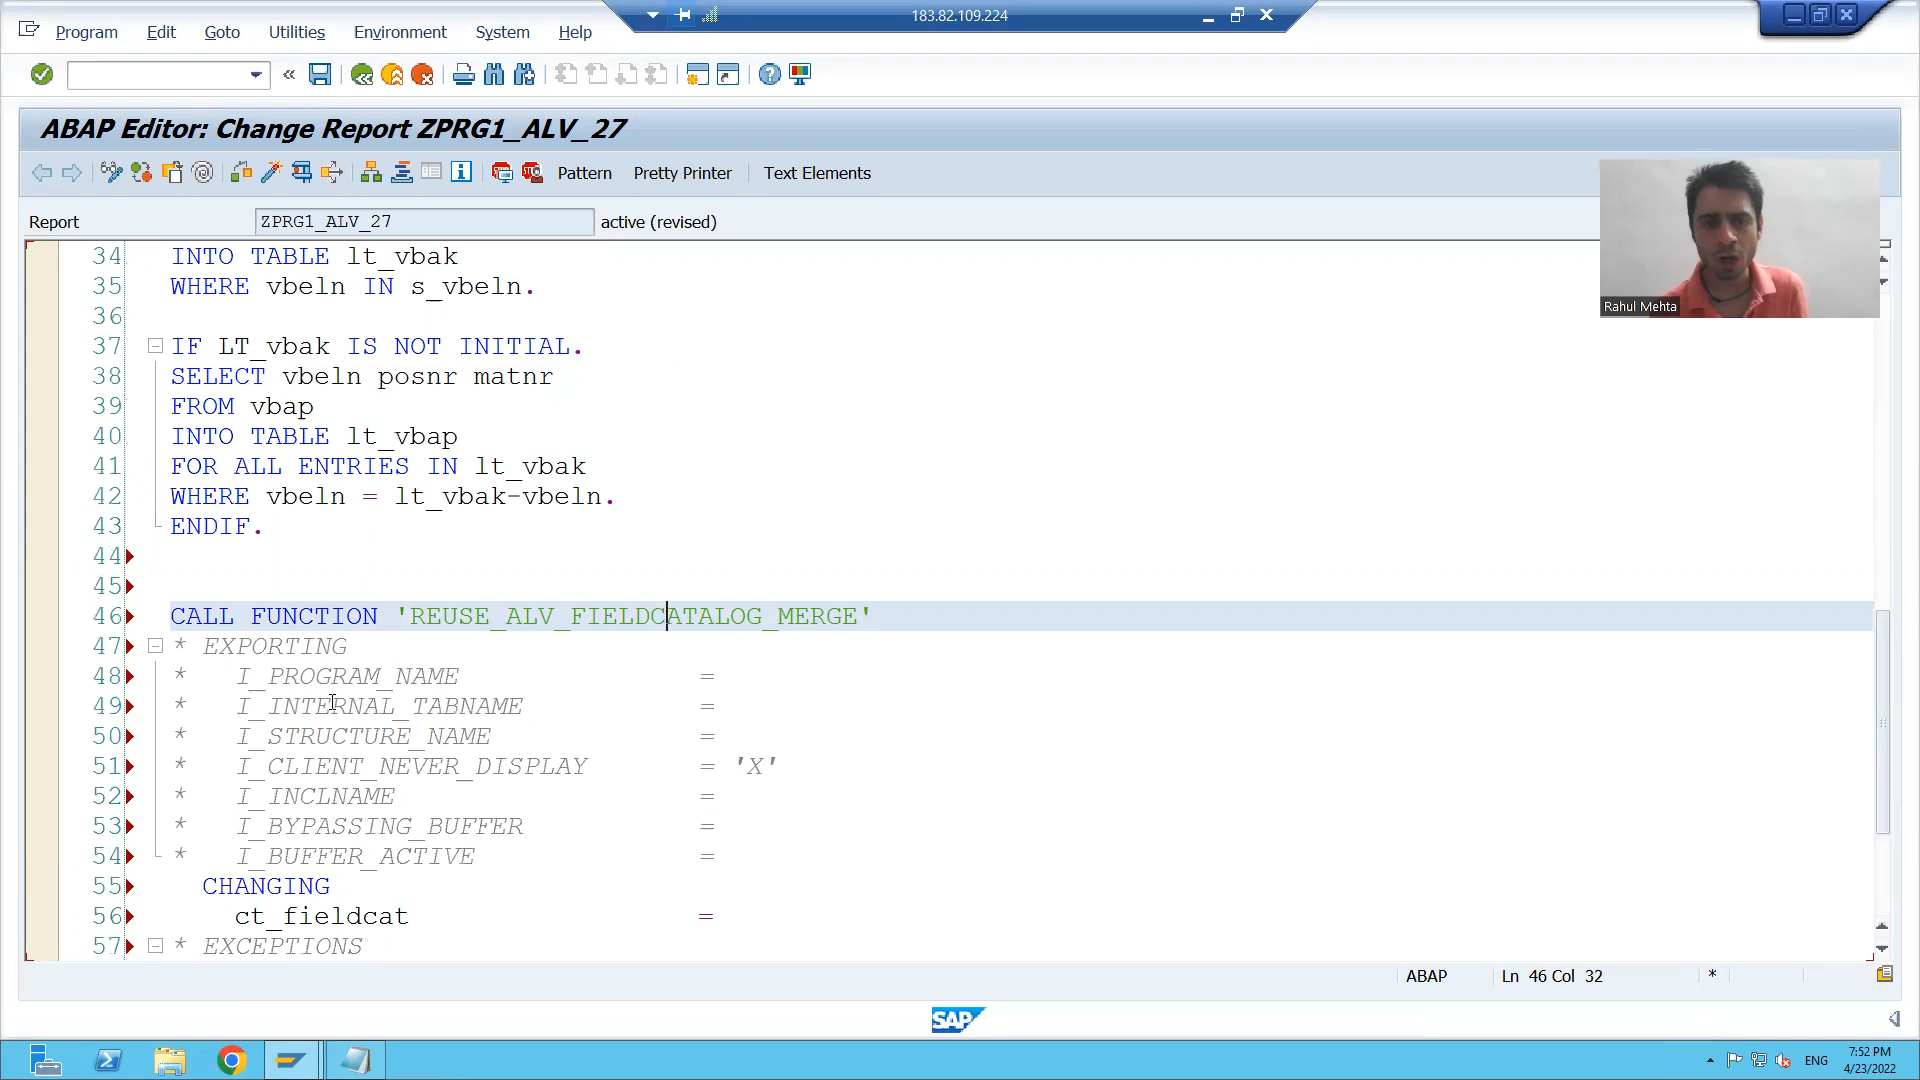 183.82.109.224
Program Edit Goto Utilities Environment System Help
ABAP Editor: Change Report ZPRG1_ALV_27
Pattern Pretty Printer Text Elements
Report ZPRG1_ALV_27 active (revised)
34 INTO TABLE lt_vbak
35 WHERE vbeln IN s_vbeln.
36
37 IF LT_vbak IS NOT INITIAL.
38 SELECT vbeln posnr matnr
39 FROM vbap
40 INTO TABLE lt_vbap
41 FOR ALL ENTRIES IN lt_vbak
42 WHERE vbeln = lt_vbak-vbeln.
43 ENDIF.
44
45
46 CALL FUNCTION 'REUSE_ALV_FIELDCATALOG_MERGE'
47 * EXPORTING
48 * I_PROGRAM_NAME =
49 * I_INTERNAL_TABNAME =
50 * I_STRUCTURE_NAME =
51 * I_CLIENT_NEVER_DISPLAY = 'X'
52 * I_INCLNAME =
53 * I_BYPASSING_BUFFER =
54 * I_BUFFER_ACTIVE =
55 CHANGING
56 ct_fieldcat =
57 * EXCEPTIONS
Rahul Mehta
ABAP Ln 46 Col 32 *
SAP
ENG 7:52 PM
4/23/2022